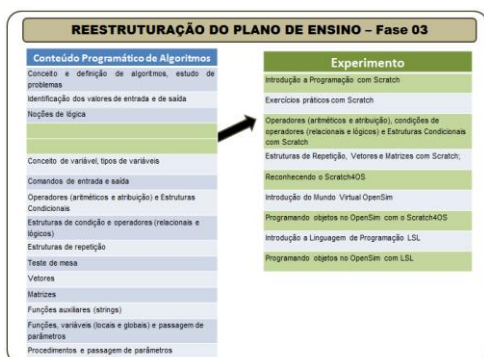 REESTRUTURAÇÃO DO PLANO DE ENSINO – Fase 03
Conteúdo Programático de Algoritmos
Conceito e definição de algoritmos, estudo de
problemas
Identificação dos valores de entrada e de saída
Noções de lógica
Conceito de variável, tipos de variáveis
Comandos de entrada e saída
Operadores (aritméticos e atribuição) e Estruturas
Condicionais
Estruturas de condição e operadores (relacionais e
lógicos)
Estruturas de repetição
Teste de mesa
Vetores
Matrizes
Funções auxiliares (strings)
Funções, variáveis (locais e globais) e passagem de
parâmetros
Procedimentos e passagem de parâmetros
Experimento
Introdução a Programação com Scratch
Exercícios práticos com Scratch
Operadores (aritméticos e atribuição), condições de
operadores (relacionais e lógicos) e Estruturas Condicionais
com Scratch
Estruturas de Repetição, Vetores e Matrizes com Scratch;
Reconhecendo o Scratch4OS
Introdução do Mundo Virtual OpenSim
Programando objetos no OpenSim com o Scratch4OS
Introdução a Linguagem de Programação LSL
Programando objetos no OpenSim com LSL